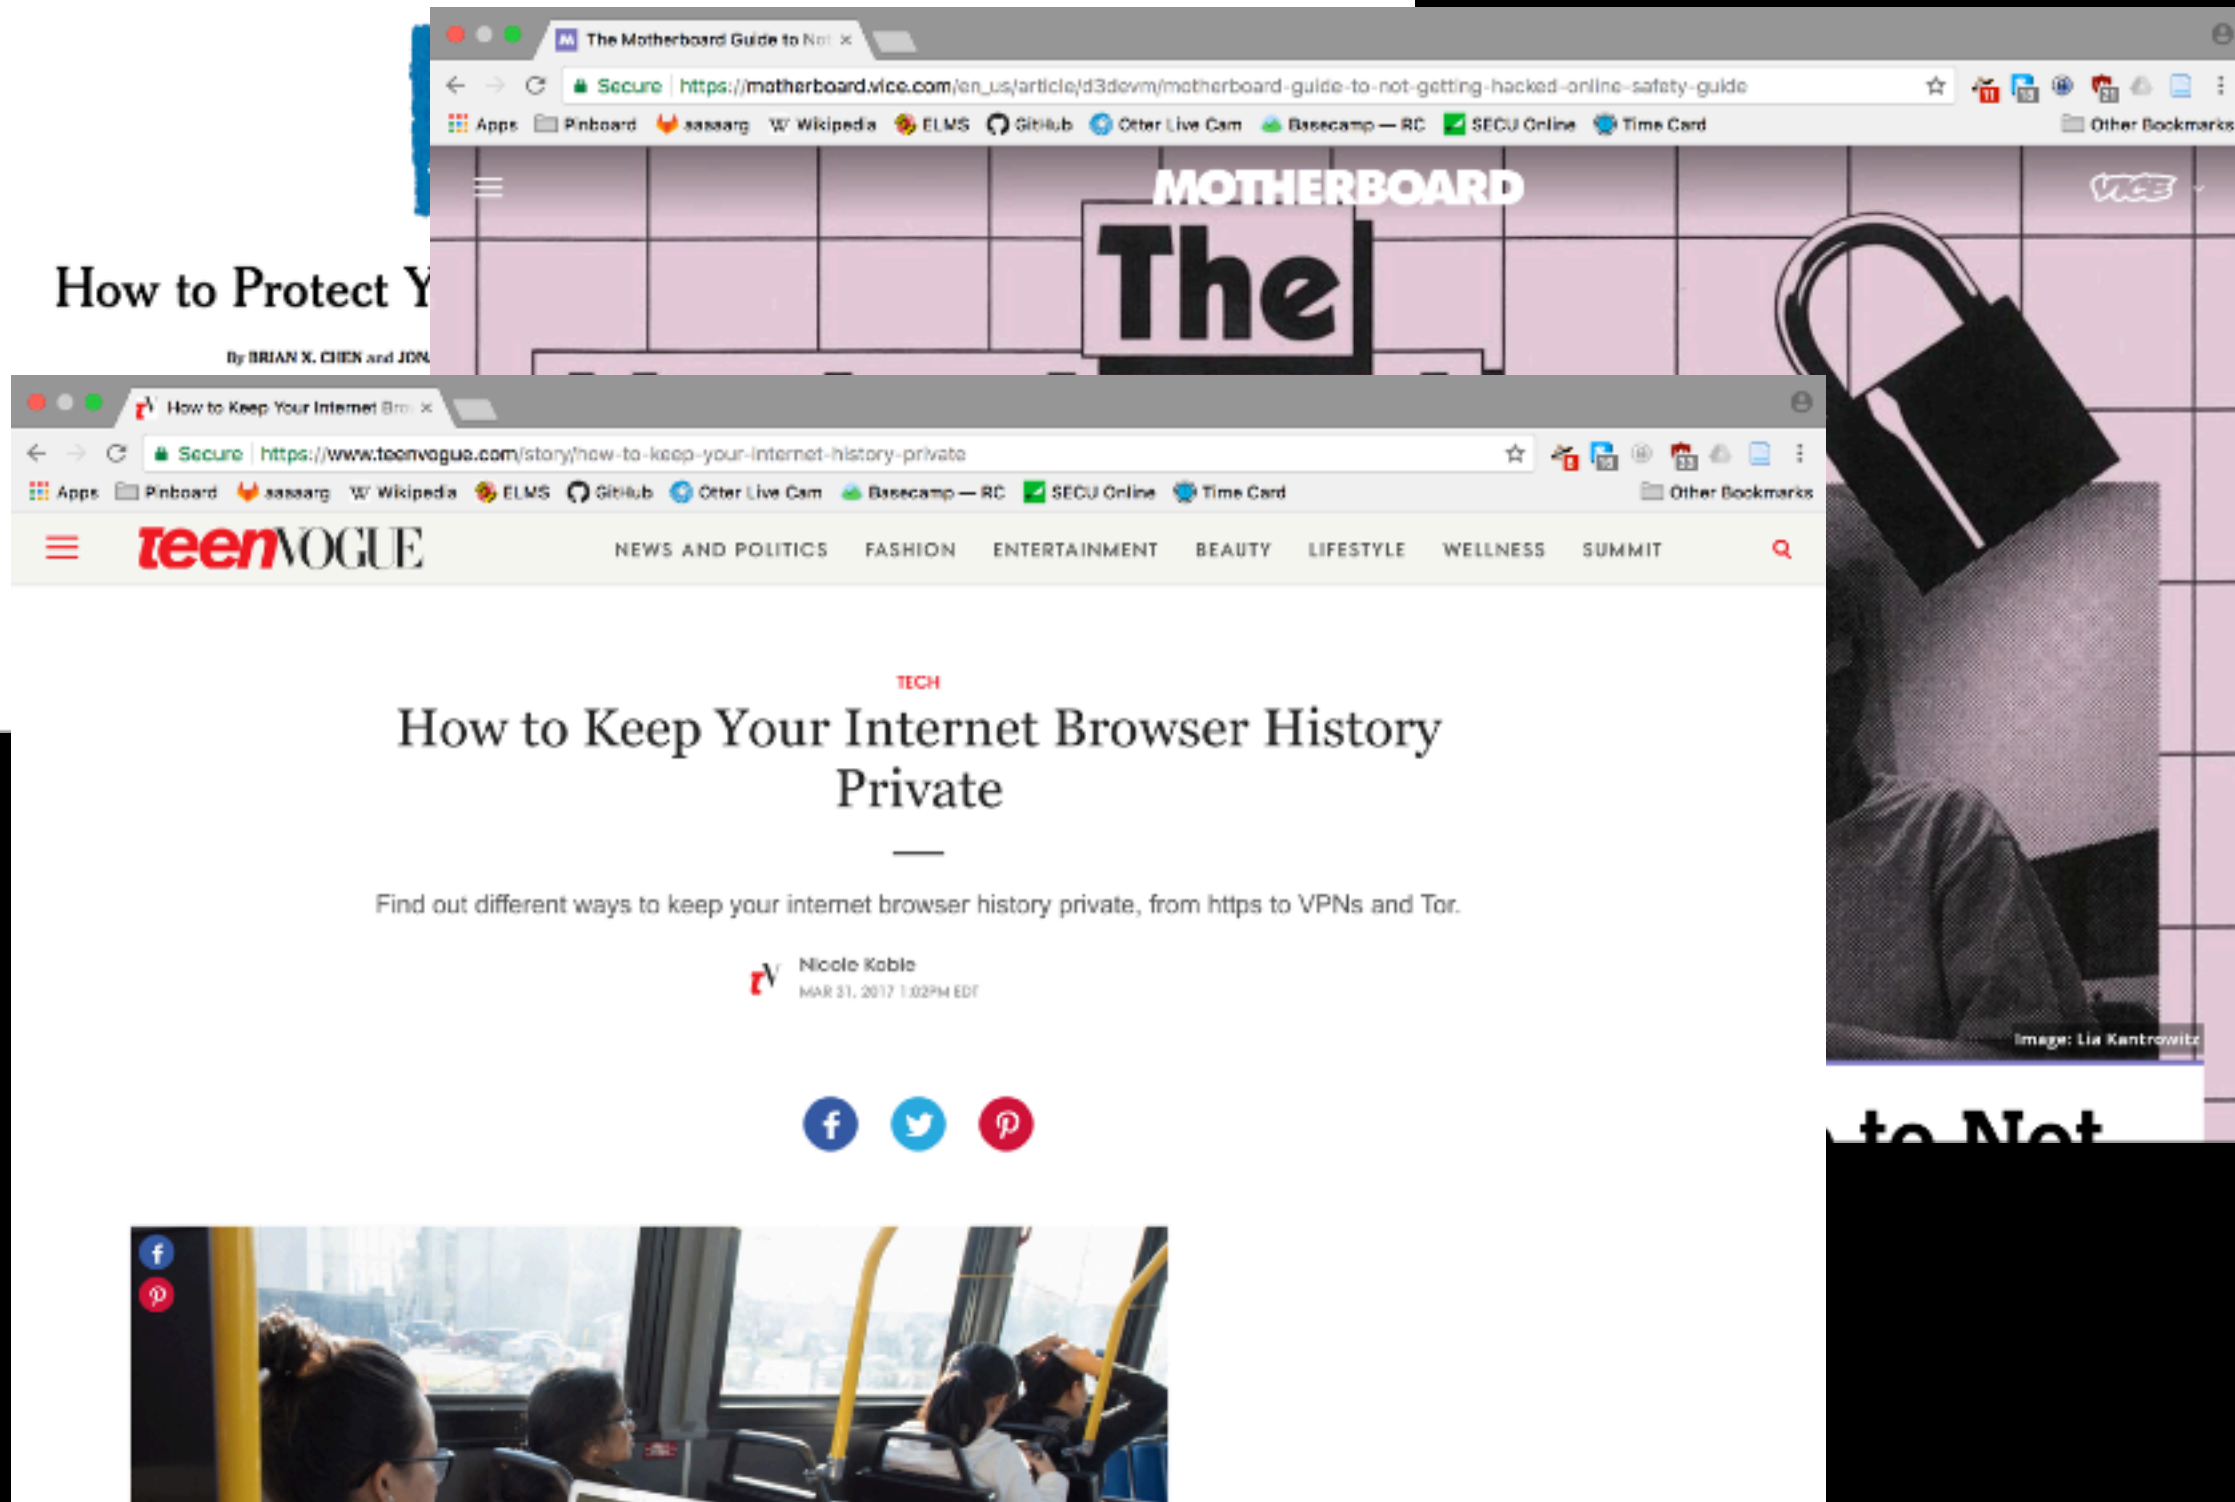 The Motherboard Guide to Not
Secure https://motherboard.vice.com/en_us/article/d3devm/motherboard-guide-to-not-getting-hacked-online-safety-guide
Apps Pinboard aaaaarg Wikipedia ELMS GitHub Otter Live Cam Basecamp — RC SECU Online Time Card Other Bookmarks
MOTHERBOARD
VICE
The
How to Protect Y
By BRIAN X. CHEN and JON
How to Keep Your Internet Bro
Secure https://www.teenvogue.com/story/how-to-keep-your-internet-history-private
Apps Pinboard aaaaarg Wikipedia ELMS GitHub Otter Live Cam Basecamp — RC SECU Online Time Card Other Bookmarks
teenVOGUE NEWS AND POLITICS FASHION ENTERTAINMENT BEAUTY LIFESTYLE WELLNESS SUMMIT
TECH
How to Keep Your Internet Browser History
Private
Find out different ways to keep your internet browser history private, from https to VPNs and Tor.
Nicole Kobie
MAR 31, 2017 1:02PM EDT
Image: Lia Kantrowitz
to Not